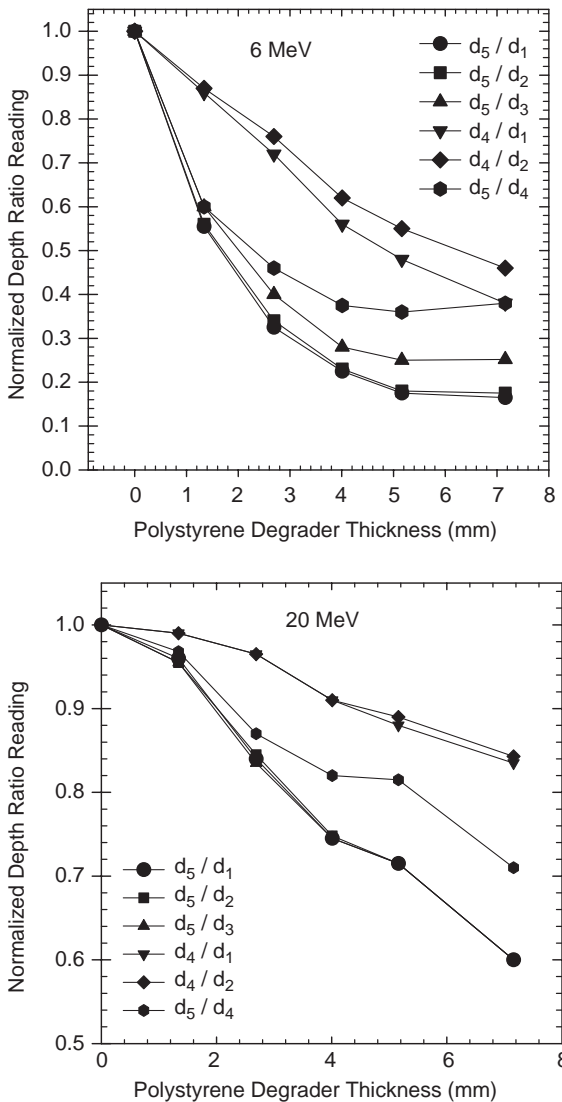 1.0
0.9
0.8
0.7
0.6
0.5
0.4
0.3
0.2
0.1
0.0
Normalized Depth Ratio Reading
6 MeV
d5 / d1
d5 / d2
d5 / d3
d4 / d1
d4 / d2
d5 / d4
0 1 2 3 4 5 6 7 8
Polystyrene Degrader Thickness (mm)
1.0
0.9
0.8
0.7
0.6
0.5
Normalized Depth Ratio Reading
20 MeV
d5 / d1
d5 / d2
d5 / d3
d4 / d1
d4 / d2
d5 / d4
0 2 4 6 8
Polystyrene Degrader Thickness (mm)